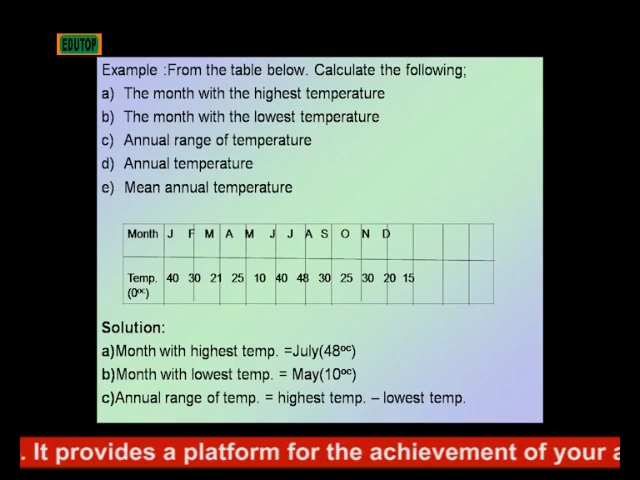 EDUTOP
Example :From the table below. Calculate the following;
a) The month with the highest temperature
b) The month with the lowest temperature
c) Annual range of temperature
d) Annual temperature
e) Mean annual temperature
Month J F M A M J J A S O N D
Temp. 40 30 21 25 10 40 48 30 25 30 20 15
(0⁰ᶜ)
Solution:
a)Month with highest temp. =July(48⁰ᶜ)
b)Month with lowest temp. = May(10⁰ᶜ)
c)Annual range of temp. = highest temp. – lowest temp.
. It provides a platform for the achievement of your a